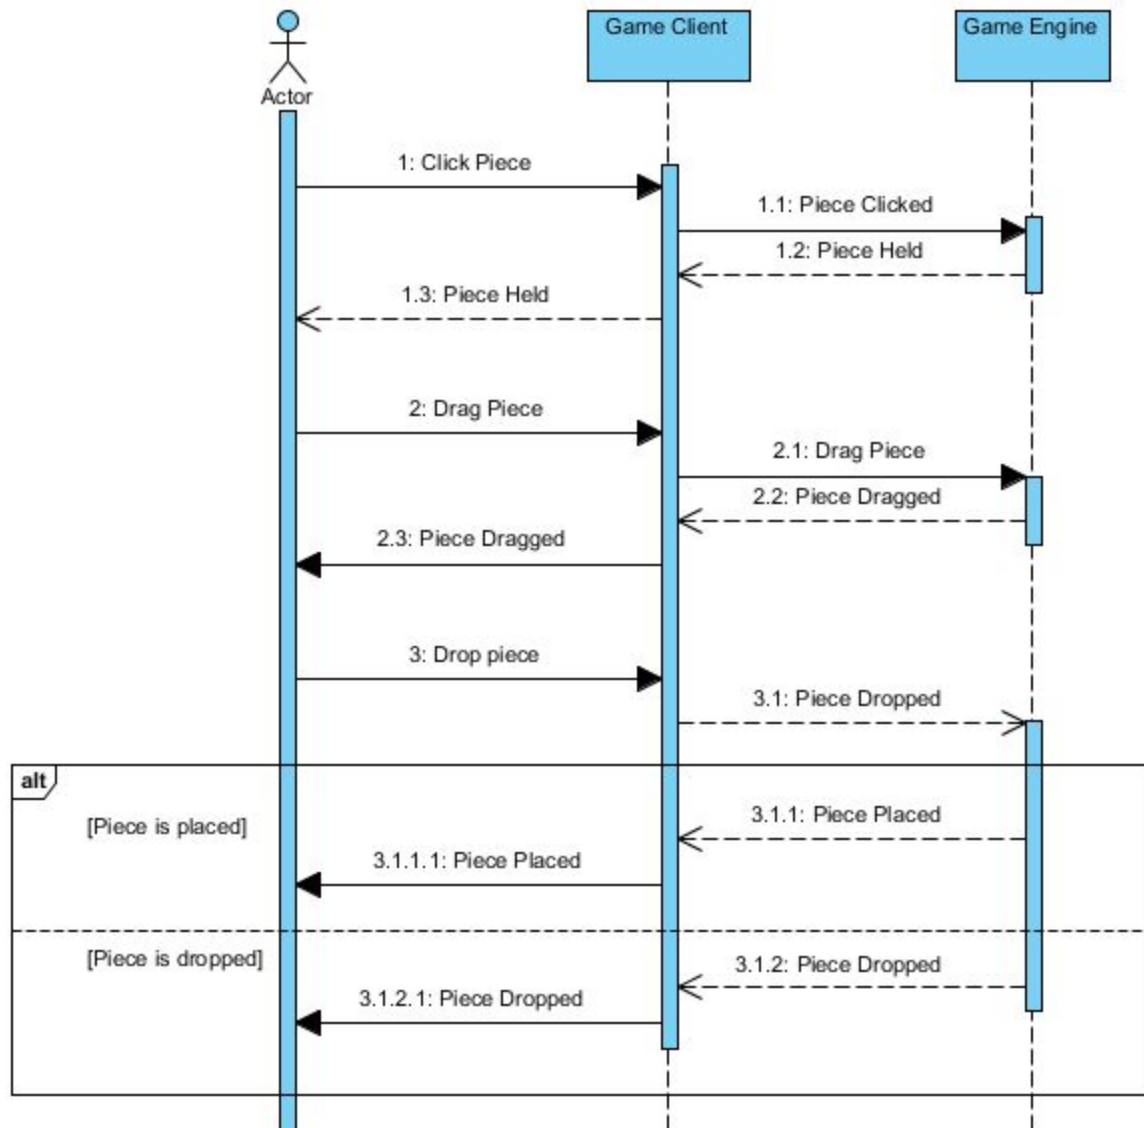 Game Client
Game Engine
Actor
1: Click Piece
1.1: Piece Clicked
1.2: Piece Held
1.3: Piece Held
2: Drag Piece
2.1: Drag Piece
2.2: Piece Dragged
2.3: Piece Dragged
3: Drop piece
3.1: Piece Dropped
alt
[Piece is placed]
3.1.1: Piece Placed
3.1.1.1: Piece Placed
[Piece is dropped]
3.1.2: Piece Dropped
3.1.2.1: Piece Dropped